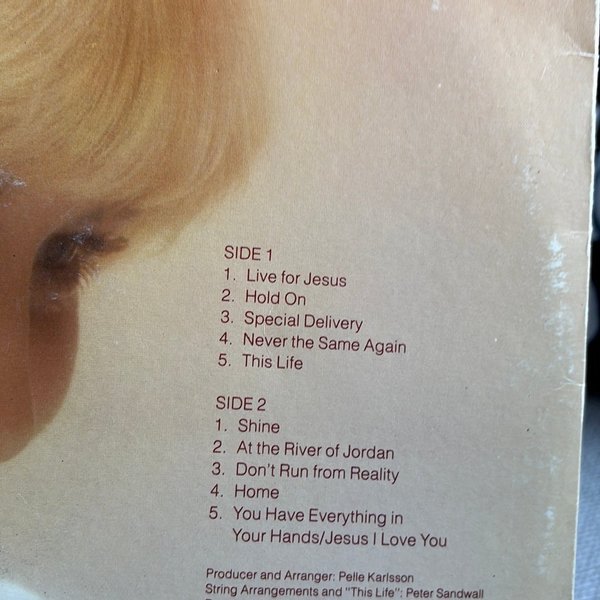 SIDE 1
1. Live for Jesus
2. Hold On
3. Special Delivery
4. Never the Same Again
5. This Life
SIDE 2
1. Shine
2. At the River of Jordan
3. Don't Run from Reality
4. Home
5. You Have Everything in
Your Hands/Jesus I Love You
Producer and Arranger: Pelle Karlsson
String Arrangements and "This Life": Peter Sandwall